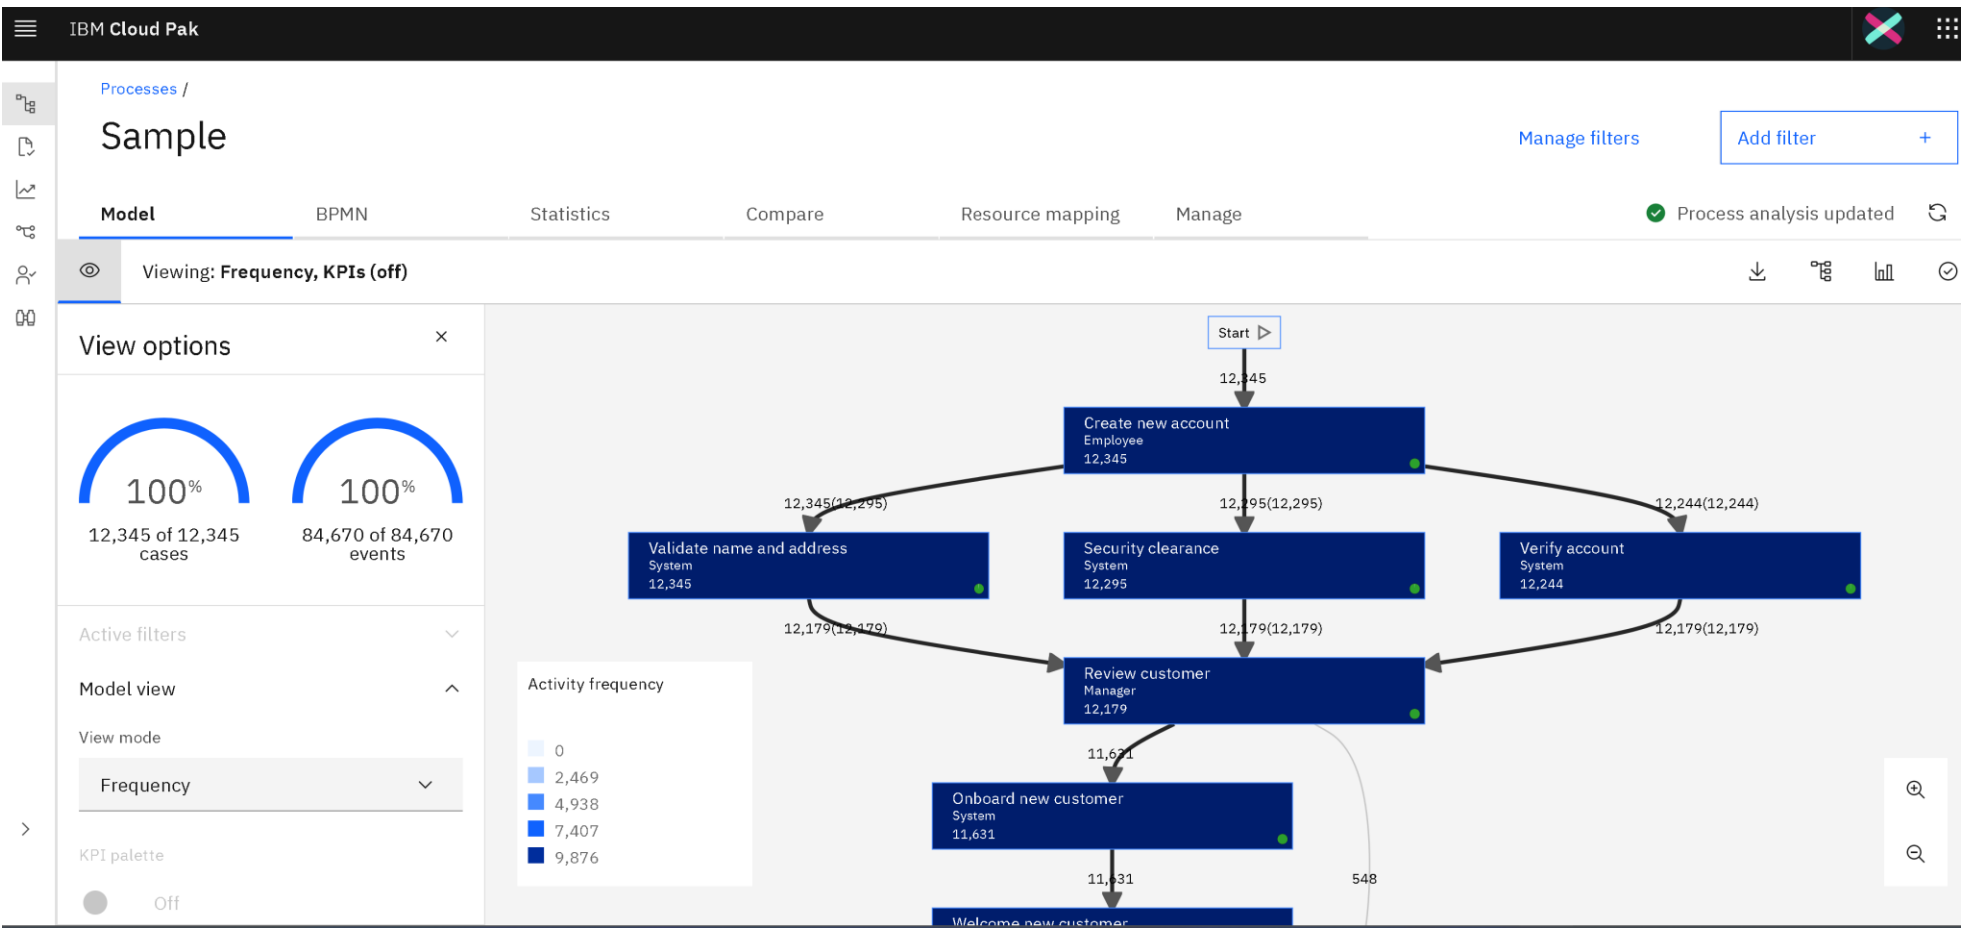 IBM Cloud Pak
Processes /
Sample
Manage filters
Add filter +
Model
BPMN
Statistics
Compare
Resource mapping
Manage
Process analysis updated
Viewing: Frequency, KPIs (off)
View options
100%
12,345 of 12,345
cases
100%
84,670 of 84,670
events
Active filters
Model view
View mode
Frequency
KPI palette
Off
Start
12,345
Create new account
Employee
12,345
12,345(12,295)
12,295(12,295)
12,244(12,244)
Validate name and address
System
12,345
Security clearance
System
12,295
Verify account
System
12,244
12,179(12,179)
12,179(12,179)
12,179(12,179)
Review customer
Manager
12,179
Activity frequency
0
2,469
4,938
7,407
9,876
11,631
Onboard new customer
System
11,631
11,631
548
Welcome new customer